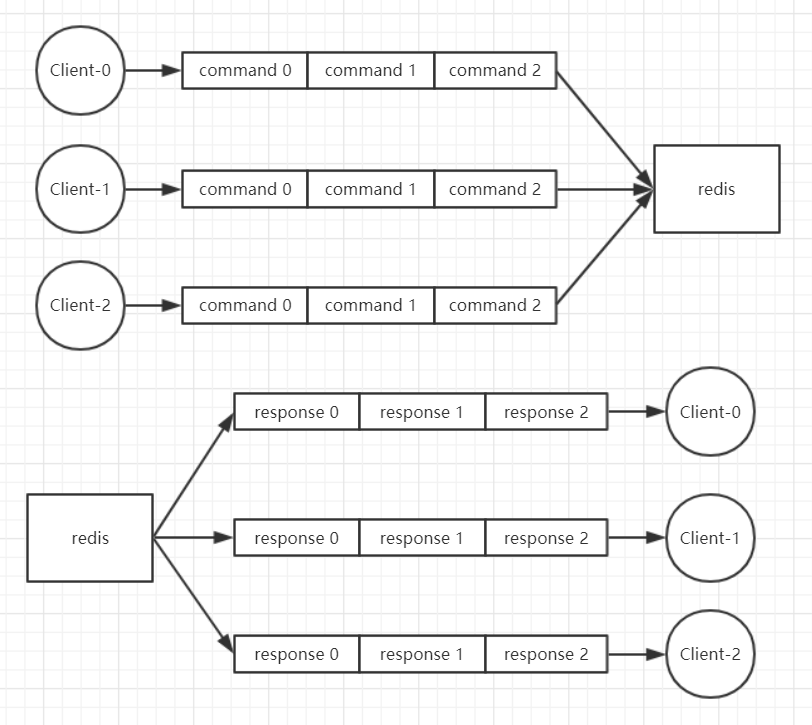 Client-0 command 0 command 1 command 2
Client-1 command 0 command 1 command 2 redis
Client-2 command 0 command 1 command 2
response 0 response 1 response 2 Client-0
redis response 0 response 1 response 2 Client-1
response 0 response 1 response 2 Client-2